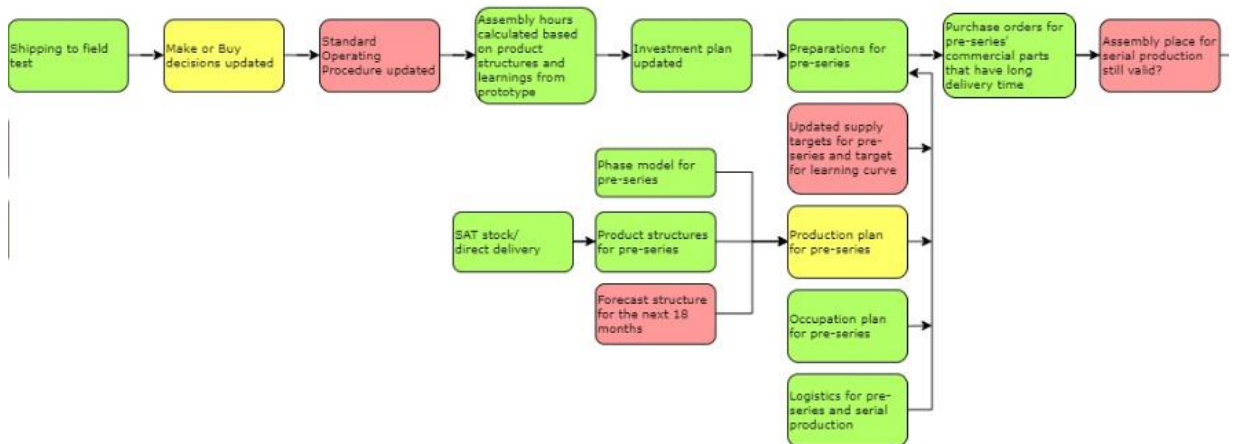 Shipping to field
test
Make or Buy
decisions updated
Standard
Operating
Procedure updated
Assembly hours
calculated based
on product
structures and
learnings from
prototype
Investment plan
updated
Preparations for
pre-series
Purchase orders for
pre-series’
commercial parts
that have long
delivery time
Assembly place for
serial production
still valid?
Updated supply
targets for pre-
series and target
for learning curve
Phase model for
pre-series
SAT stock/
direct delivery
Product structures
for pre-series
Production plan
for pre-series
Forecast structure
for the next 18
months
Occupation plan
for pre-series
Logistics for pre-
series and serial
production